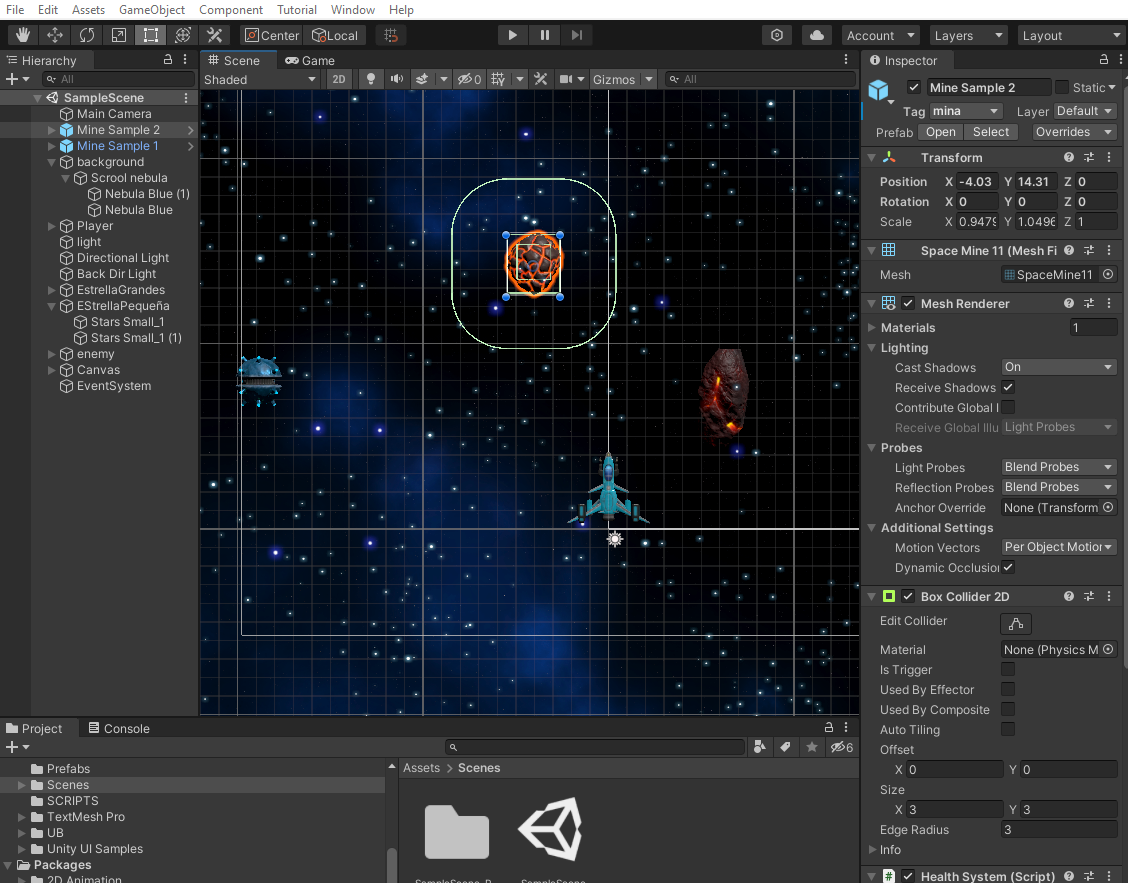 File Edit Assets GameObject Component Tutorial Window Help
Center Local Account Layers Layout
Hierarchy
All
SampleScene
Main Camera
Mine Sample 2
Mine Sample 1
background
Scrool nebula
Nebula Blue (1)
Nebula Blue
Player
light
Directional Light
Back Dir Light
EstrellaGrandes
EStrellaPequeña
Stars Small_1
Stars Small_1 (1)
enemy
Canvas
EventSystem
Scene Game
Shaded 2D 0 Gizmos All
Inspector
Mine Sample 2 Static
Tag mina Layer Default
Prefab Open Select Overrides
Transform
Position X -4.03 Y 14.31 Z 0
Rotation X 0 Y 0 Z 0
Scale X 0.9479 Y 1.0496 Z 1
Space Mine 11 (Mesh Fi
Mesh SpaceMine11
Mesh Renderer
Materials 1
Lighting
Cast Shadows On
Receive Shadows
Contribute Global I
Receive Global Illu Light Probes
Probes
Light Probes Blend Probes
Reflection Probes Blend Probes
Anchor Override None (Transform
Additional Settings
Motion Vectors Per Object Motion
Dynamic Occlusion
Box Collider 2D
Edit Collider
Material None (Physics M
Is Trigger
Used By Effector
Used By Composite
Auto Tiling
Offset
X 0 Y 0
Size
X 3 Y 3
Edge Radius 3
Info
Health System (Script)
Project Console
6
Prefabs
Scenes
SCRIPTS
TextMesh Pro
UB
Unity UI Samples
Packages
2D Animation
Assets > Scenes
SampleScene